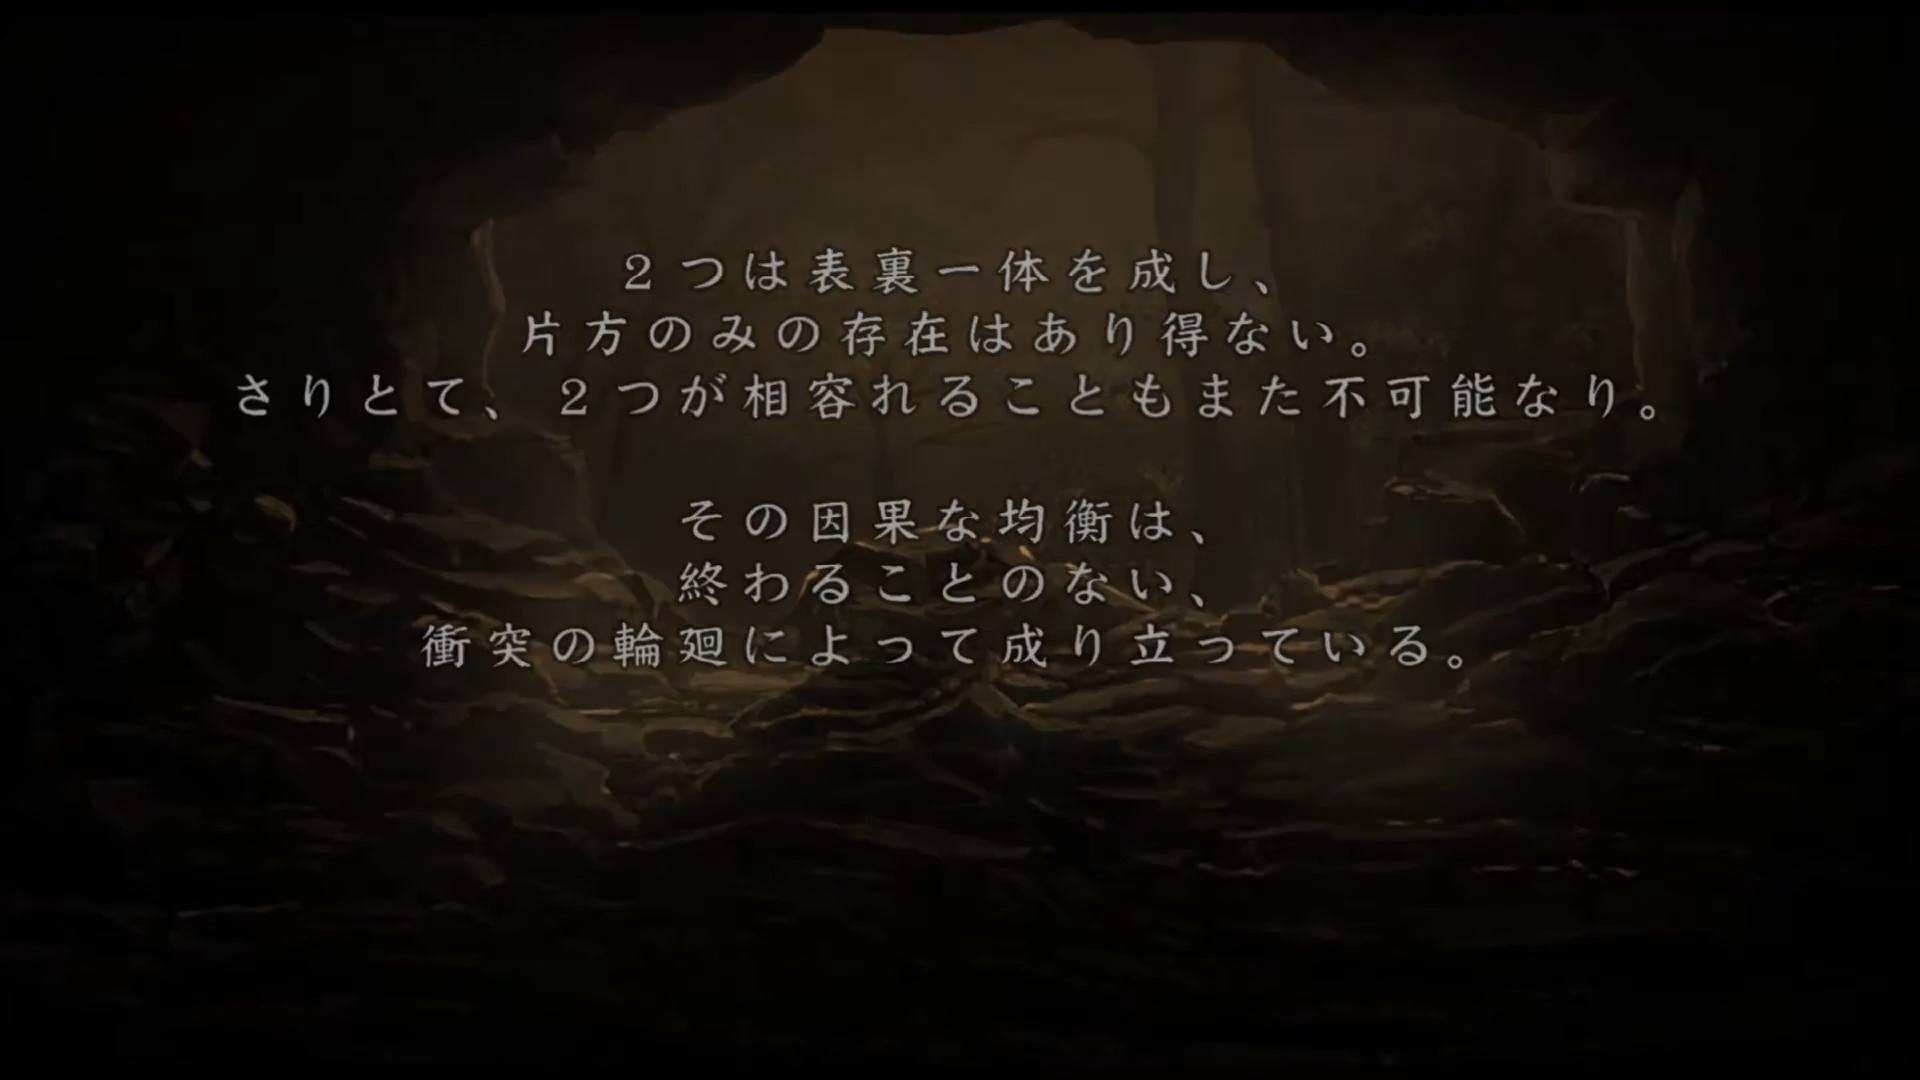 ２つは表裏一体を成し、
片方のみの存在はあり得ない。
さりとて、２つが相容れることもまた不可能なり。
その因果な均衡は、
終わることのない、
衝突の輪廻によって成り立っている。